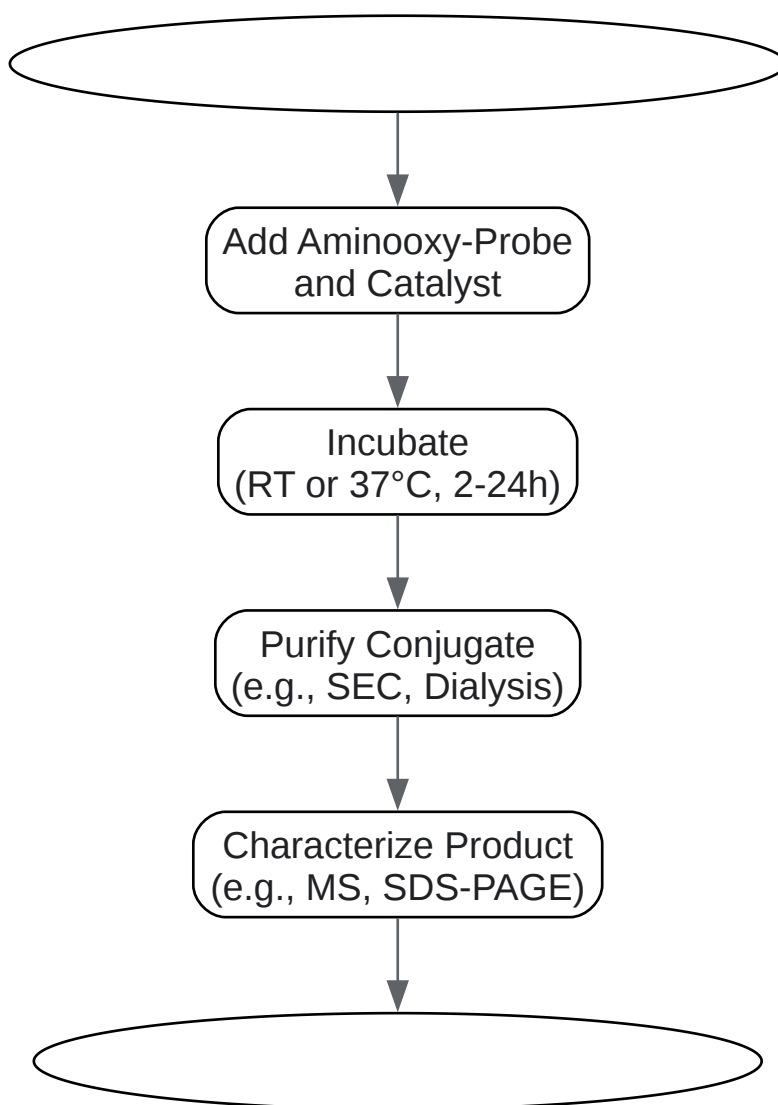 Add Aminooxy-Probe
and Catalyst
Incubate
(RT or 37°C, 2-24h)
Purify Conjugate
(e.g., SEC, Dialysis)
Characterize Product
(e.g., MS, SDS-PAGE)